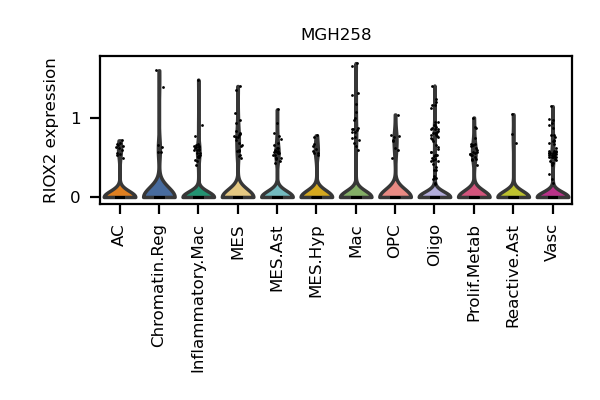 MGH258
RIOX2 expression
1
0
AC
Chromatin.Reg
Inflammatory.Mac
MES
MES.Ast
MES.Hyp
Mac
OPC
Oligo
Prolif.Metab
Reactive.Ast
Vasc